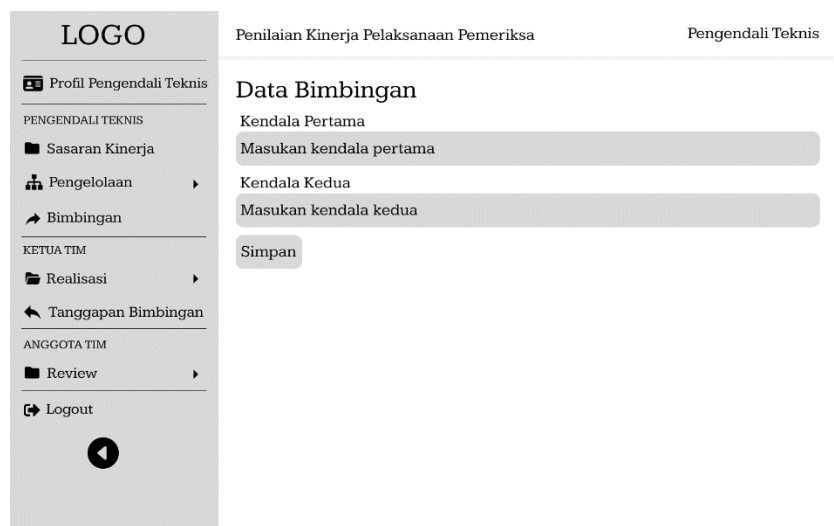 LOGO
Profil Pengendali Teknis
PENGENDALI TEKNIS
Sasaran Kinerja
Pengelolaan
Bimbingan
KETUA TIM
Realisasi
Tanggapan Bimbingan
ANGGOTA TIM
Review
Logout
Penilaian Kinerja Pelaksanaan Pemeriksa
Pengendali Teknis
Data Bimbingan
Kendala Pertama
Masukan kendala pertama
Kendala Kedua
Masukan kendala kedua
Simpan